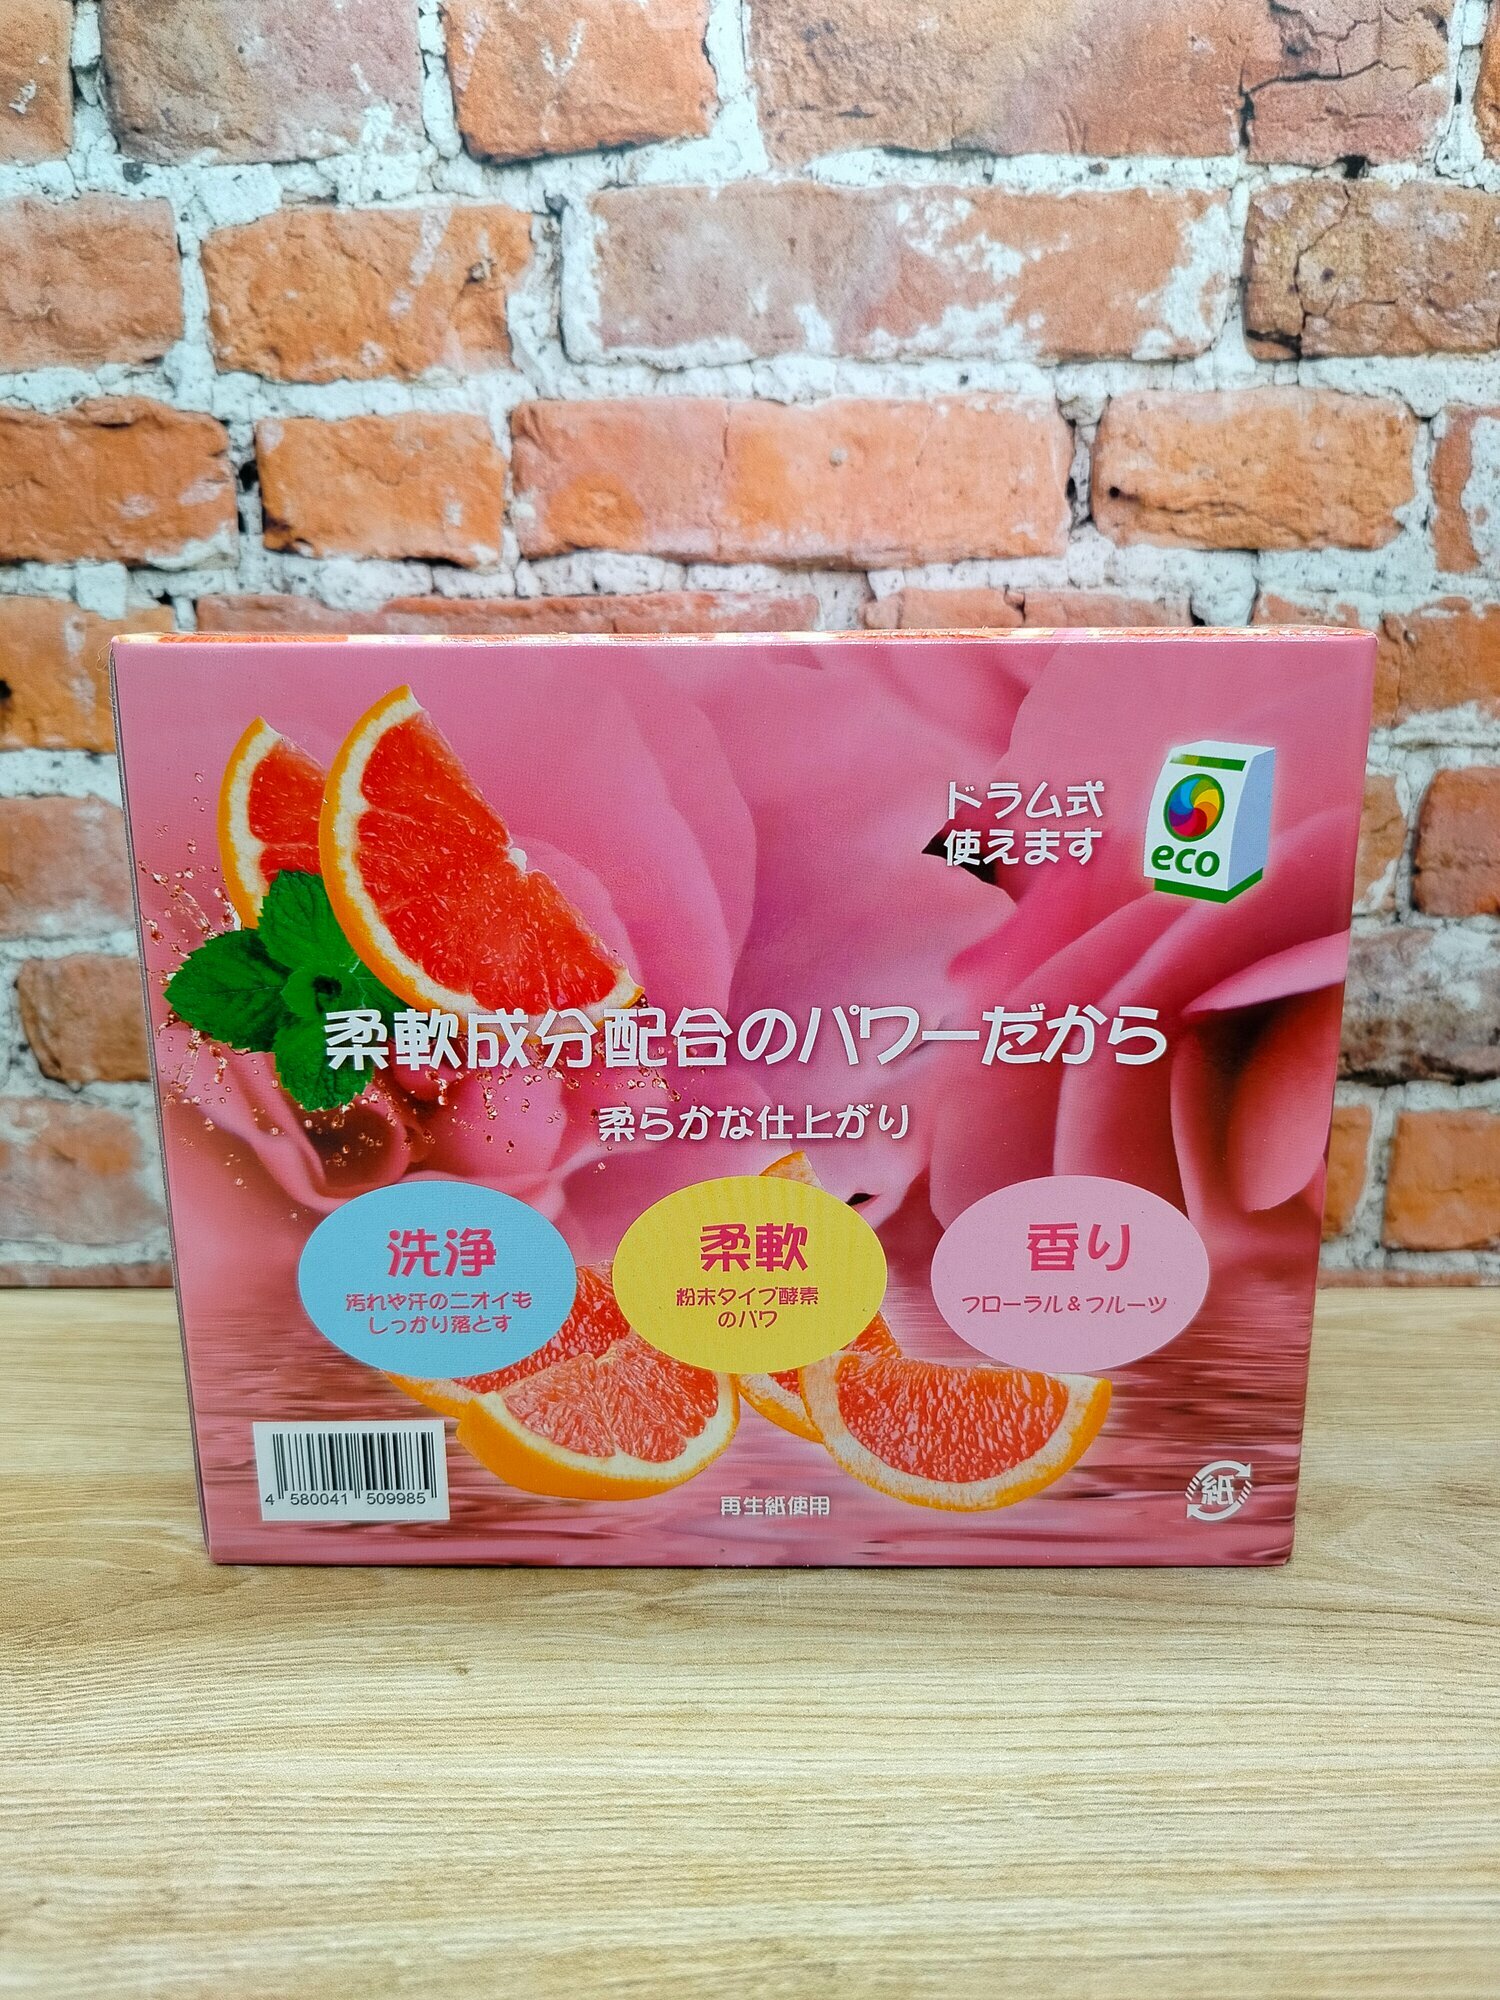 ドラム式
使えます
eco
柔軟成分配合のパワーだから
柔らかな仕上がり
洗浄
汚れや汗のニオイも
しっかり落とす
柔軟
粉末タイプ酵素
のパワ
香り
フローラル＆フルーツ
4 580041 509985
再生紙使用
紙